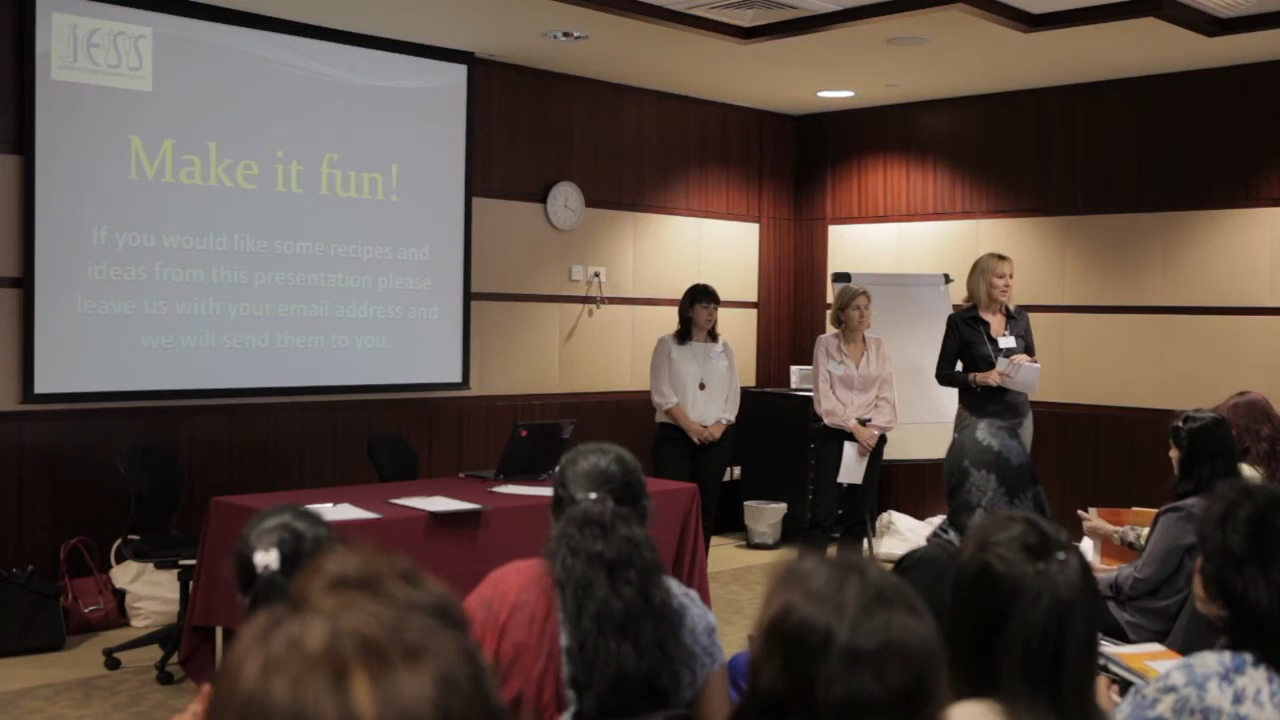 JESS
Make it fun!
If you would like some recipes and
ideas from this presentation please
leave us with your email address and
we will send them to you.